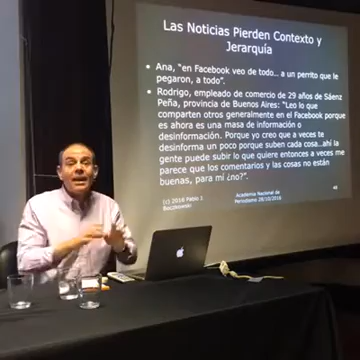 Las Noticias Pierden Contexto y
Jerarquía
• Ana, "en Facebook veo de todo... a un perrito que le
pegaron, a todo".
• Rodrigo, empleado de comercio de 29 años de Sáenz
Peña, provincia de Buenos Aires: "Leo lo que
comparten otros generalmente en el Facebook porque
es ahora es una masa de información o
desinformación. Porque yo creo que a veces te
desinforma un poco porque suben cada cosa...ahí la
gente puede subir lo que quiere entonces a veces me
parece que los comentarios y las cosas no están
buenas, para mí ¿no?".
(c) 2016 Pablo J.
Boczkowski
Academia Nacional de
Periodismo 28/10/2016